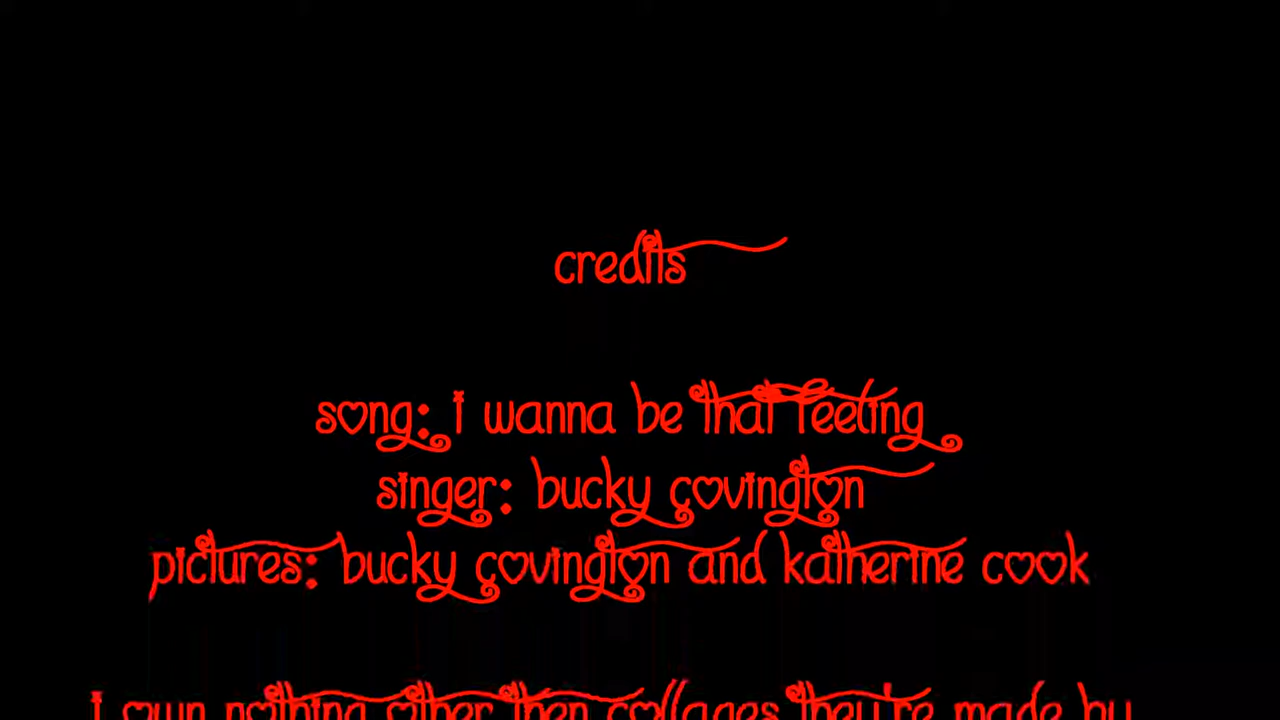 credits
song: i wanna be that feeling
singer: bucky covington
pictures: bucky covington and katherine cook
I own nothing other then collages they're made by